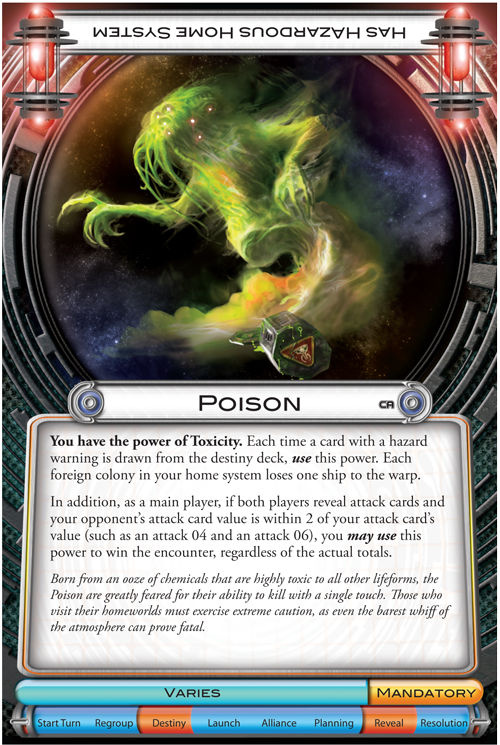 HAS HAZARDOUS HOME SYSTEM
POISON
CA
You have the power of Toxicity. Each time a card with a hazard
warning is drawn from the destiny deck, use this power. Each
foreign colony in your home system loses one ship to the warp.
In addition, as a main player, if both players reveal attack cards and
your opponent's attack card value is within 2 of your attack card's
value (such as an attack 04 and an attack 06), you may use this
power to win the encounter, regardless of the actual totals.
Born from an ooze of chemicals that are highly toxic to all other lifeforms, the
Poison are greatly feared for their ability to kill with a single touch. Those who
visit their homeworlds must exercise extreme caution, as even the barest whiff of
the atmosphere can prove fatal.
VARIES MANDATORY
Start Turn Regroup Destiny Launch Alliance Planning Reveal Resolution